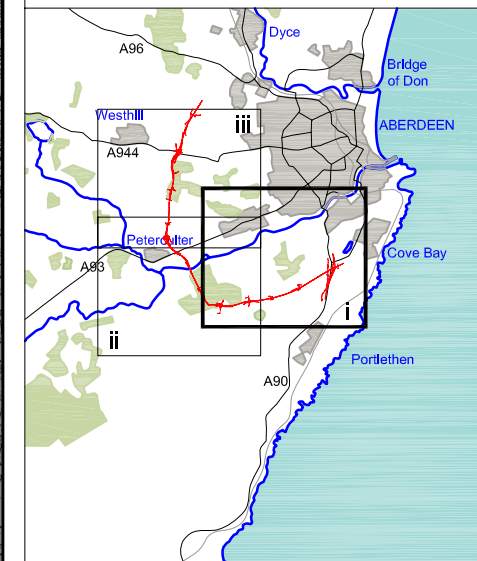 Dyce
A96
Bridge
of Don
Westhill
iii
ABERDEEN
A944
Peterculter
Cove Bay
A93
i
ii
Portlethen
A90